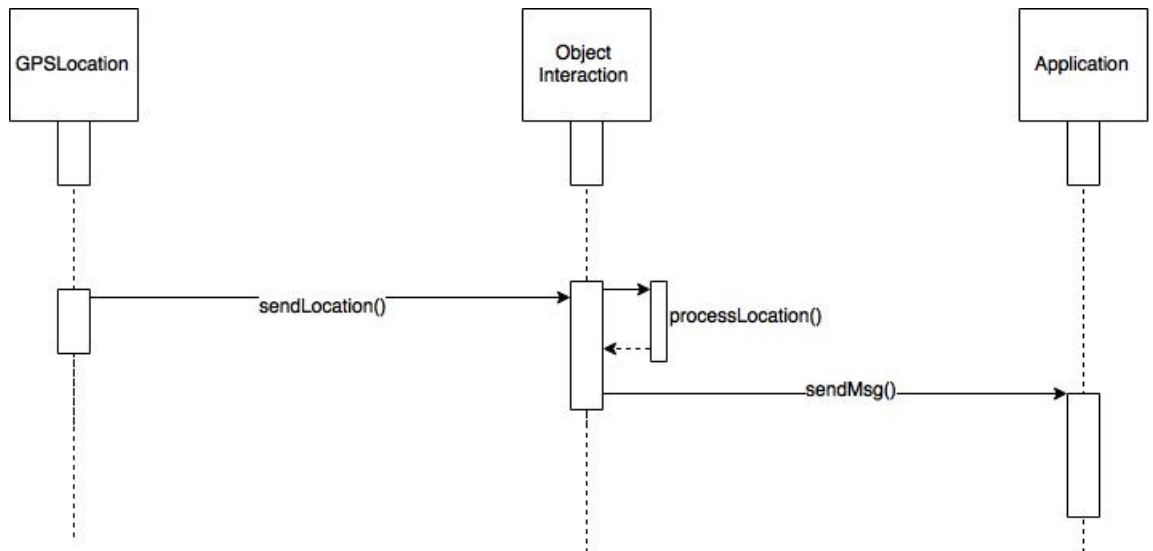 GPSLocation
Object
Interaction
Application
sendLocation()
processLocation()
sendMsg()